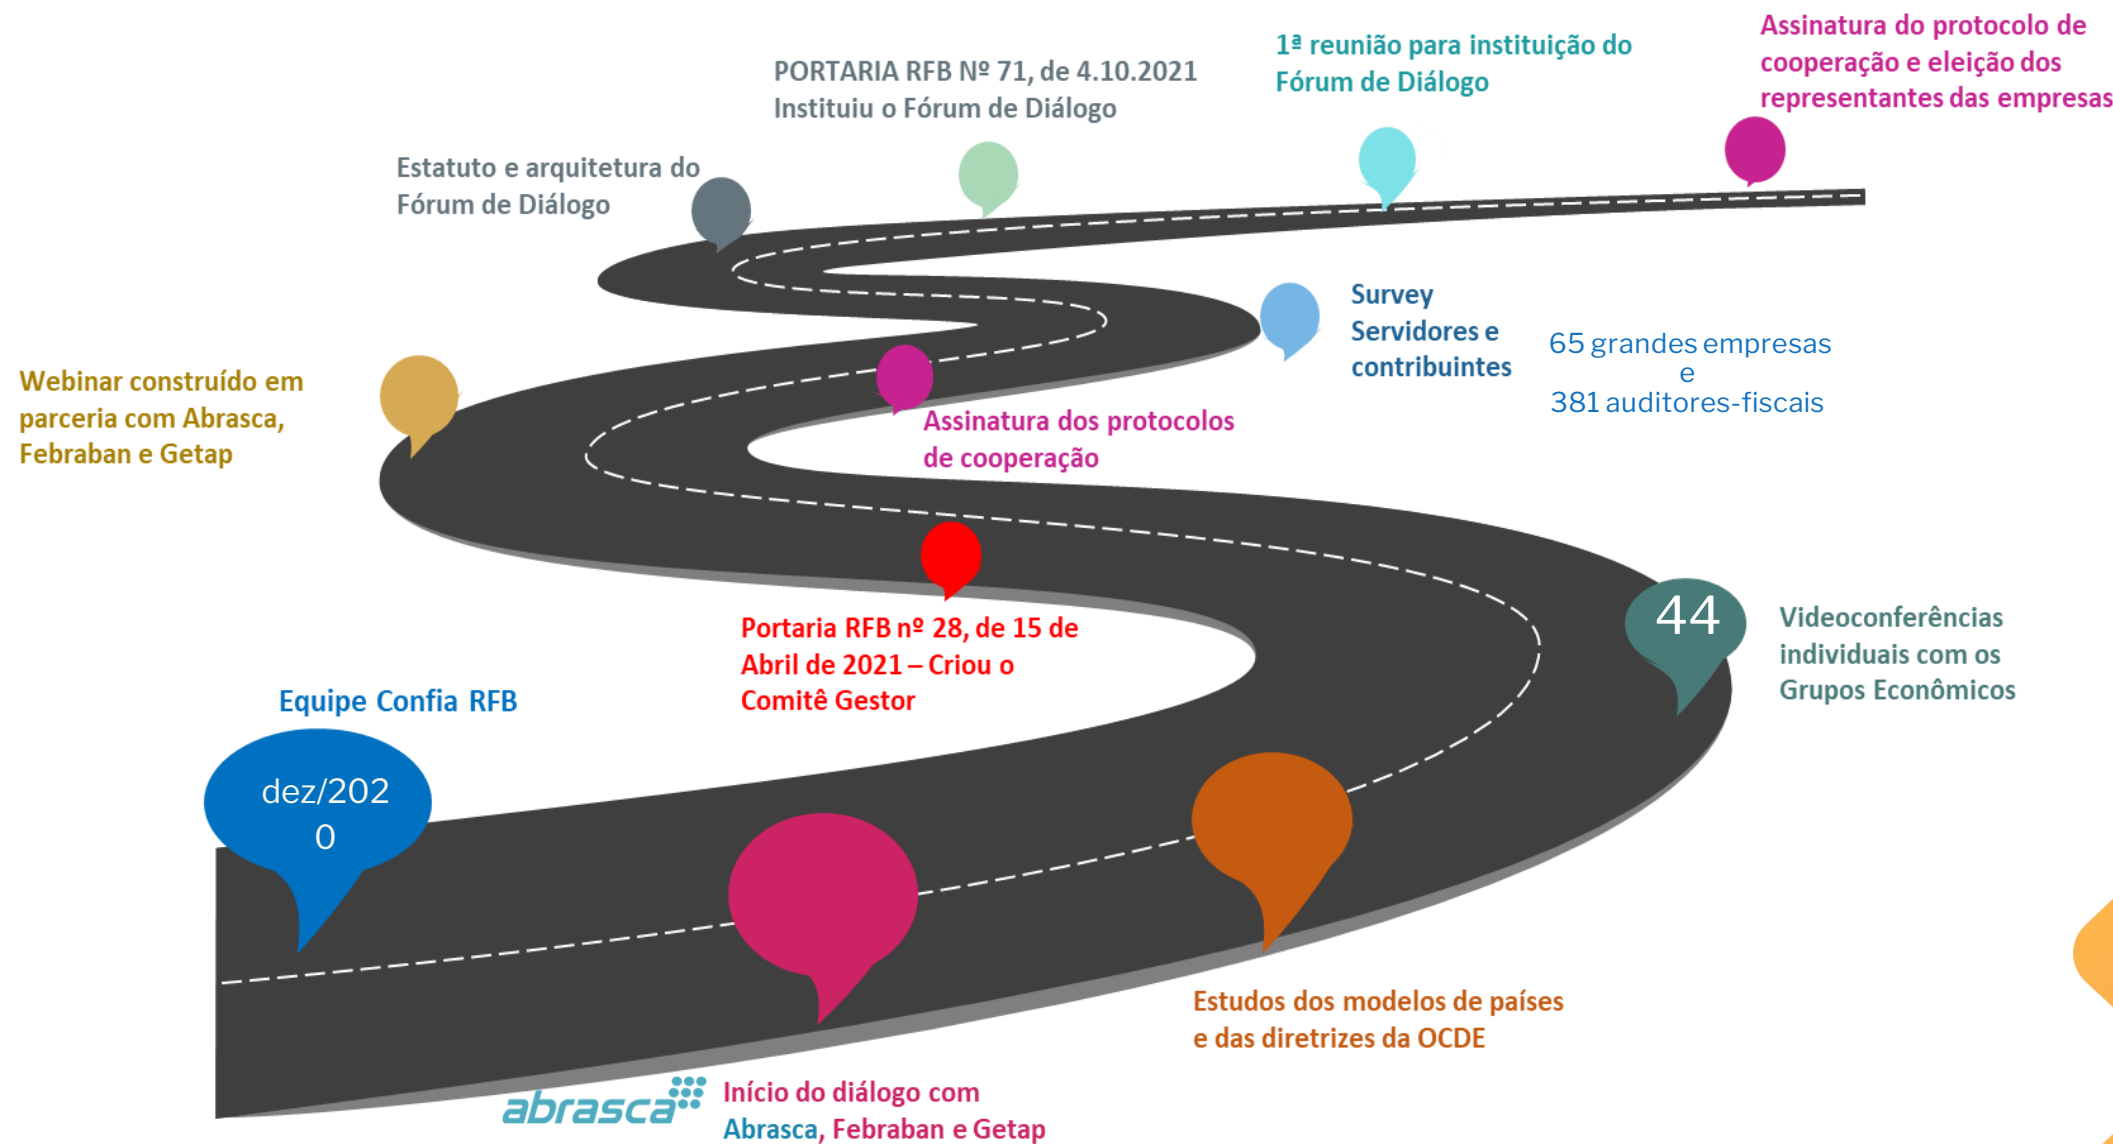 Assinatura do protocolo de
cooperação e eleição dos
representantes das empresas
1ª reunião para instituição do
Fórum de Diálogo
PORTARIA RFB Nº 71, de 4.10.2021
Instituiu o Fórum de Diálogo
Estatuto e arquitetura do
Fórum de Diálogo
Survey
Servidores e
contribuintes
65 grandes empresas
e
381 auditores-fiscais
Webinar construído em
parceria com Abrasca,
Febraban e Getap
Assinatura dos protocolos
de cooperação
Portaria RFB nº 28, de 15 de
Abril de 2021 – Criou o
Comitê Gestor
44
Videoconferências
individuais com os
Grupos Econômicos
Equipe Confia RFB
dez/202
0
Estudos dos modelos de países
e das diretrizes da OCDE
abrasca
Início do diálogo com
Abrasca, Febraban e Getap